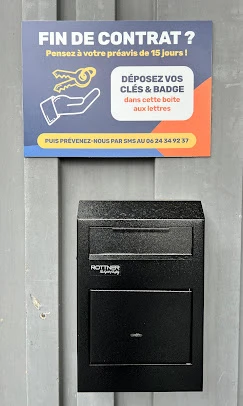 FIN DE CONTRAT ?
Pensez à votre préavis de 15 jours !
DÉPOSEZ VOS
CLÉS & BADGE
dans cette boite
aux lettres
PUIS PRÉVENEZ-NOUS PAR SMS AU 06 24 34 92 37
ROTTNER